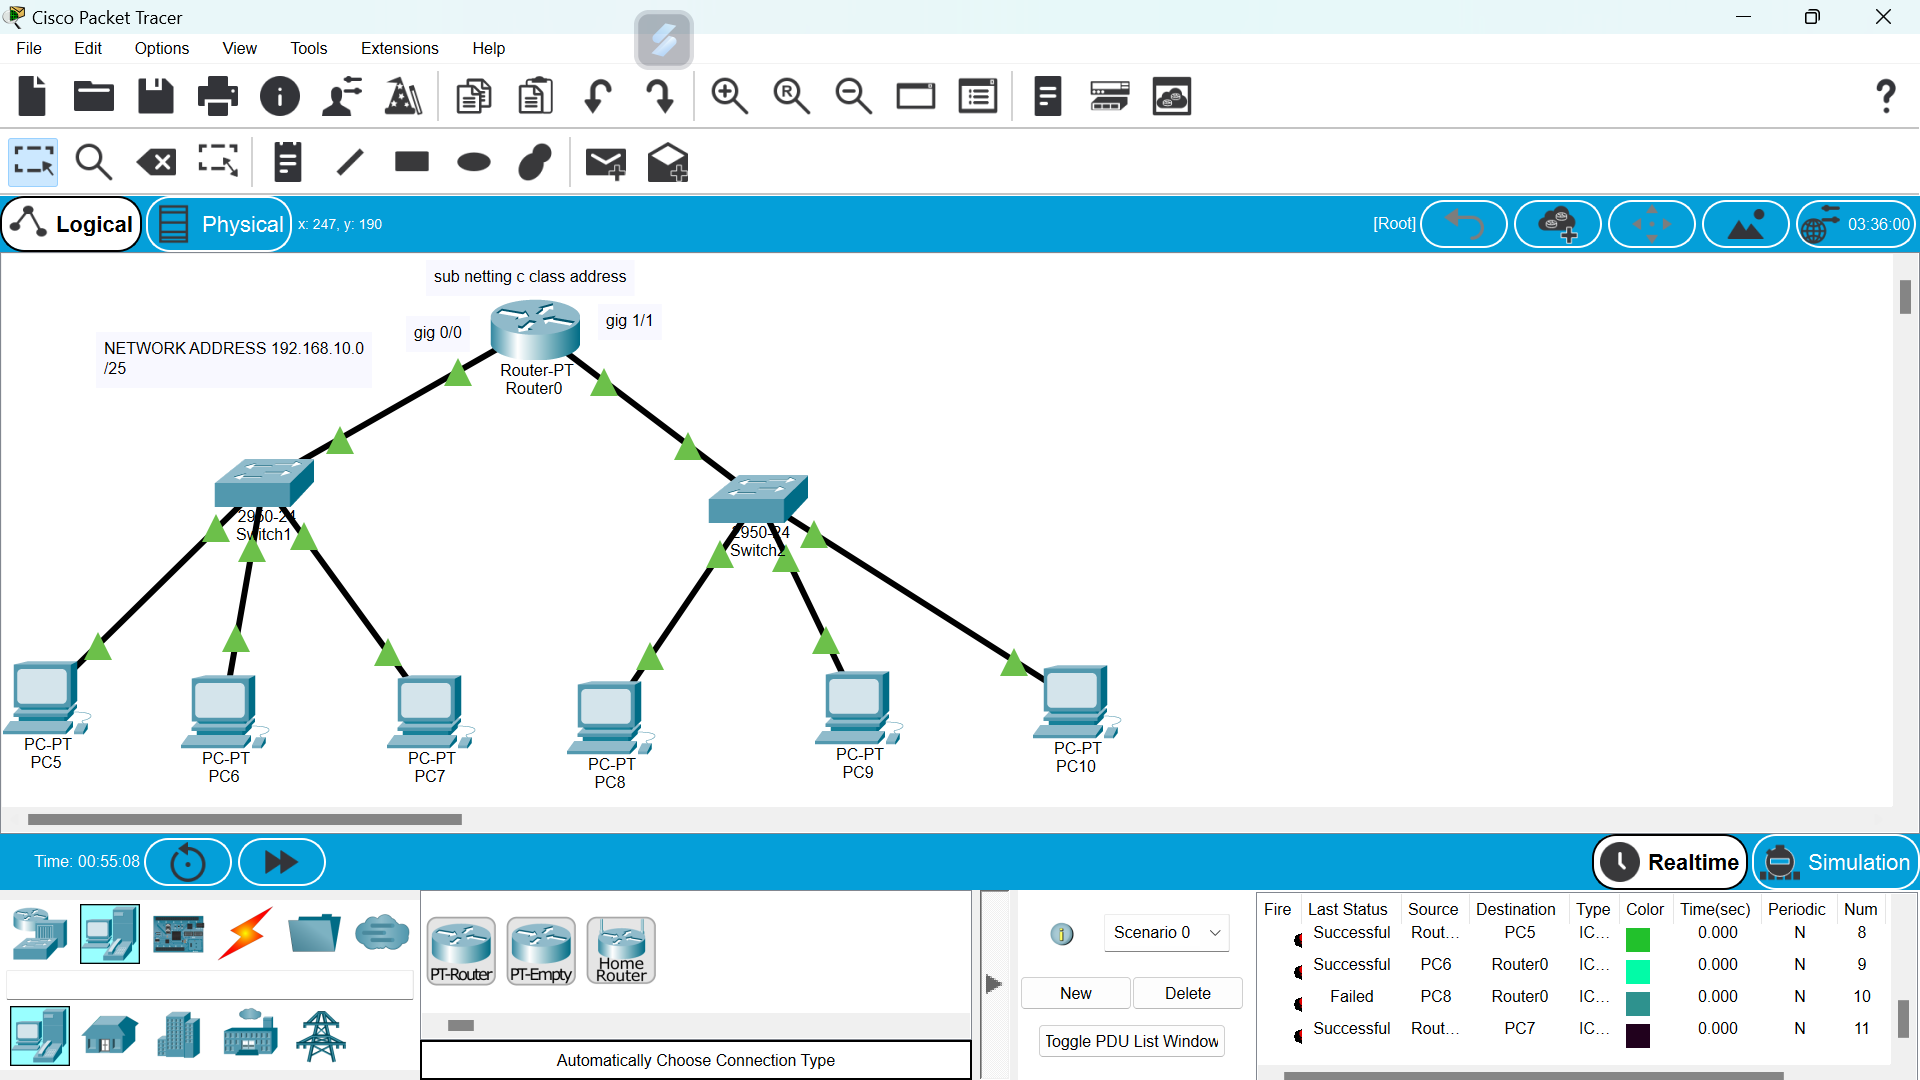 Cisco Packet Tracer
File Edit Options View Tools Extensions Help
Logical Physical x: 247, y: 190 [Root] 03:36:00
sub netting c class address
gig 0/0 gig 1/1
NETWORK ADDRESS 192.168.10.0
/25
Router-PT
Router0
2950-24
Switch1
2950-24
Switch2
PC-PT
PC5
PC-PT
PC6
PC-PT
PC7
PC-PT
PC8
PC-PT
PC9
PC-PT
PC10
Time: 00:55:08 Realtime Simulation
PT-Router PT-Empty Home
Router
Automatically Choose Connection Type
Scenario 0
New Delete
Toggle PDU List Window
Fire Last Status Source Destination Type Color Time(sec) Periodic Num
Successful Rout... PC5 IC... 0.000 N 8
Successful PC6 Router0 IC... 0.000 N 9
Failed PC8 Router0 IC... 0.000 N 10
Successful Rout... PC7 IC... 0.000 N 11